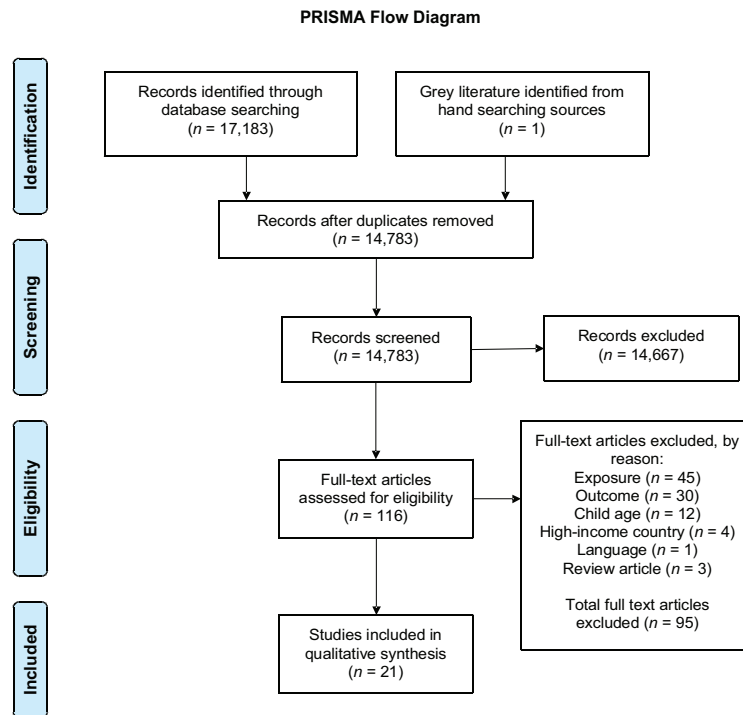 PRISMA Flow Diagram
Identification
Records identified through
database searching
(n = 17,183)
Grey literature identified from
hand searching sources
(n = 1)
Records after duplicates removed
(n = 14,783)
Screening
Records screened
(n = 14,783)
Records excluded
(n = 14,667)
Eligibility
Full-text articles
assessed for eligibility
(n = 116)
Full-text articles excluded, by
reason:
Exposure (n = 45)
Outcome (n = 30)
Child age (n = 12)
High-income country (n = 4)
Language (n = 1)
Review article (n = 3)
Total full text articles
excluded (n = 95)
Included
Studies included in
qualitative synthesis
(n = 21)